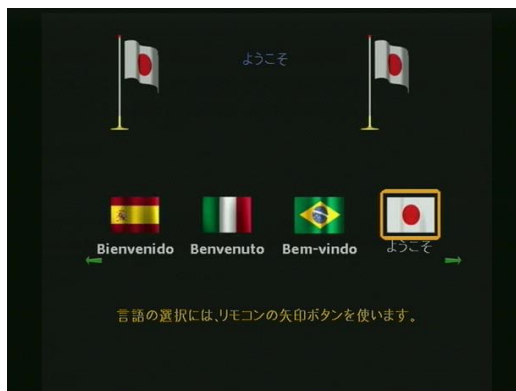 ようこそ
Bienvenido
Benvenuto
Bem-vindo
ようこそ
言語の選択には、リモコンの矢印ボタンを使います。